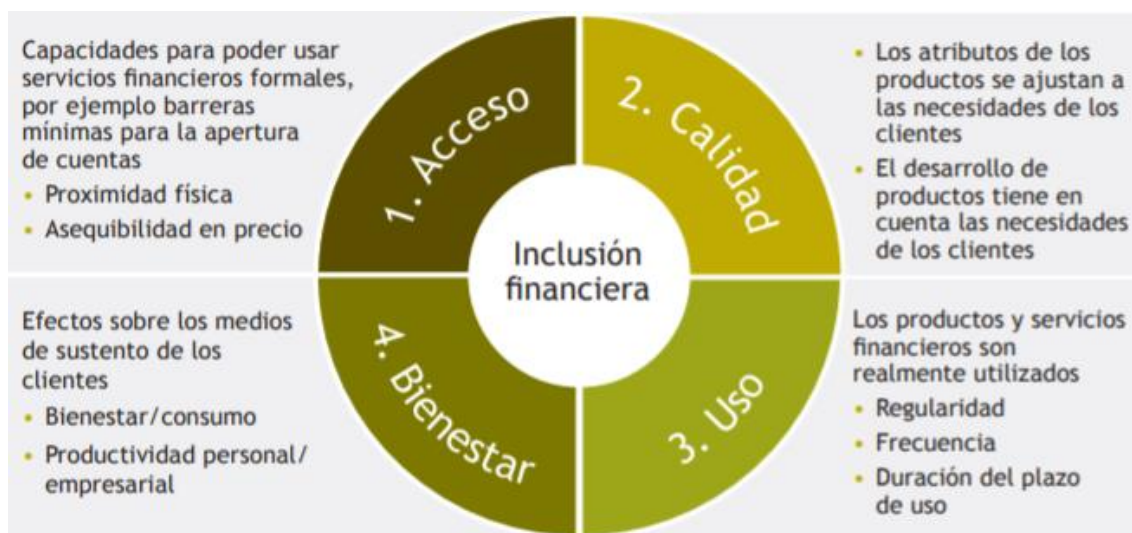 Capacidades para poder usar
servicios financieros formales,
por ejemplo barreras
mínimas para la apertura
de cuentas
• Proximidad física
• Asequibilidad en precio
1. Acceso
2. Calidad
• Los atributos de los
productos se ajustan a
las necesidades de los
clientes
• El desarrollo de
productos tiene en
cuenta las necesidades
de los clientes
Inclusión
financiera
Efectos sobre los medios
de sustento de los
clientes
• Bienestar/consumo
• Productividad personal/
empresarial
4. Bienestar
3. Uso
Los productos y servicios
financieros son
realmente utilizados
• Regularidad
• Frecuencia
• Duración del plazo
de uso